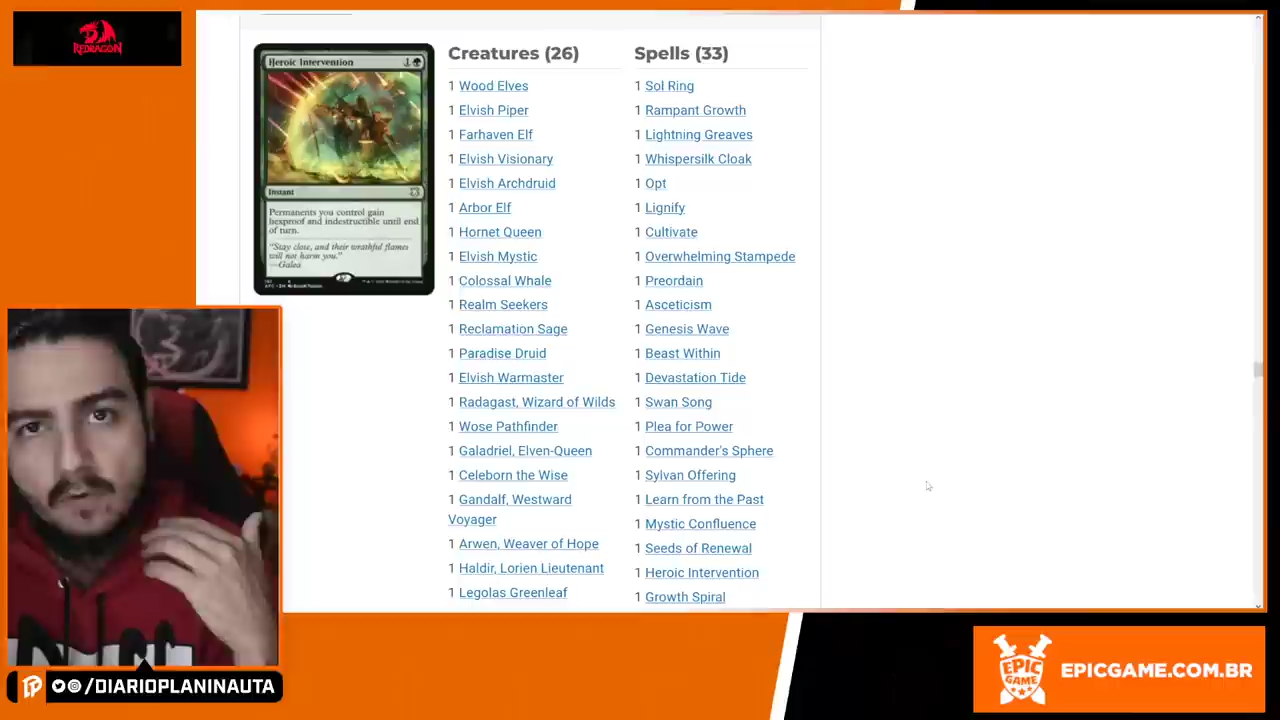 REDRAGON
Heroic Intervention 1
Instant
Permanents you control gain
hexproof and indestructible until end
of turn.
"Stay close, and their wrathful flames
will not harm you."
—Galea
Creatures (26)
1 Wood Elves
1 Elvish Piper
1 Farhaven Elf
1 Elvish Visionary
1 Elvish Archdruid
1 Arbor Elf
1 Hornet Queen
1 Elvish Mystic
1 Colossal Whale
1 Realm Seekers
1 Reclamation Sage
1 Paradise Druid
1 Elvish Warmaster
1 Radagast, Wizard of Wilds
1 Wose Pathfinder
1 Galadriel, Elven-Queen
1 Celeborn the Wise
1 Gandalf, Westward
Voyager
1 Arwen, Weaver of Hope
1 Haldir, Lorien Lieutenant
1 Legolas Greenleaf
Spells (33)
1 Sol Ring
1 Rampant Growth
1 Lightning Greaves
1 Whispersilk Cloak
1 Opt
1 Lignify
1 Cultivate
1 Overwhelming Stampede
1 Preordain
1 Asceticism
1 Genesis Wave
1 Beast Within
1 Devastation Tide
1 Swan Song
1 Plea for Power
1 Commander's Sphere
1 Sylvan Offering
1 Learn from the Past
1 Mystic Confluence
1 Seeds of Renewal
1 Heroic Intervention
1 Growth Spiral
/DIARIOPLANINAUTA
EPIC
GAME
EPICGAME.COM.BR